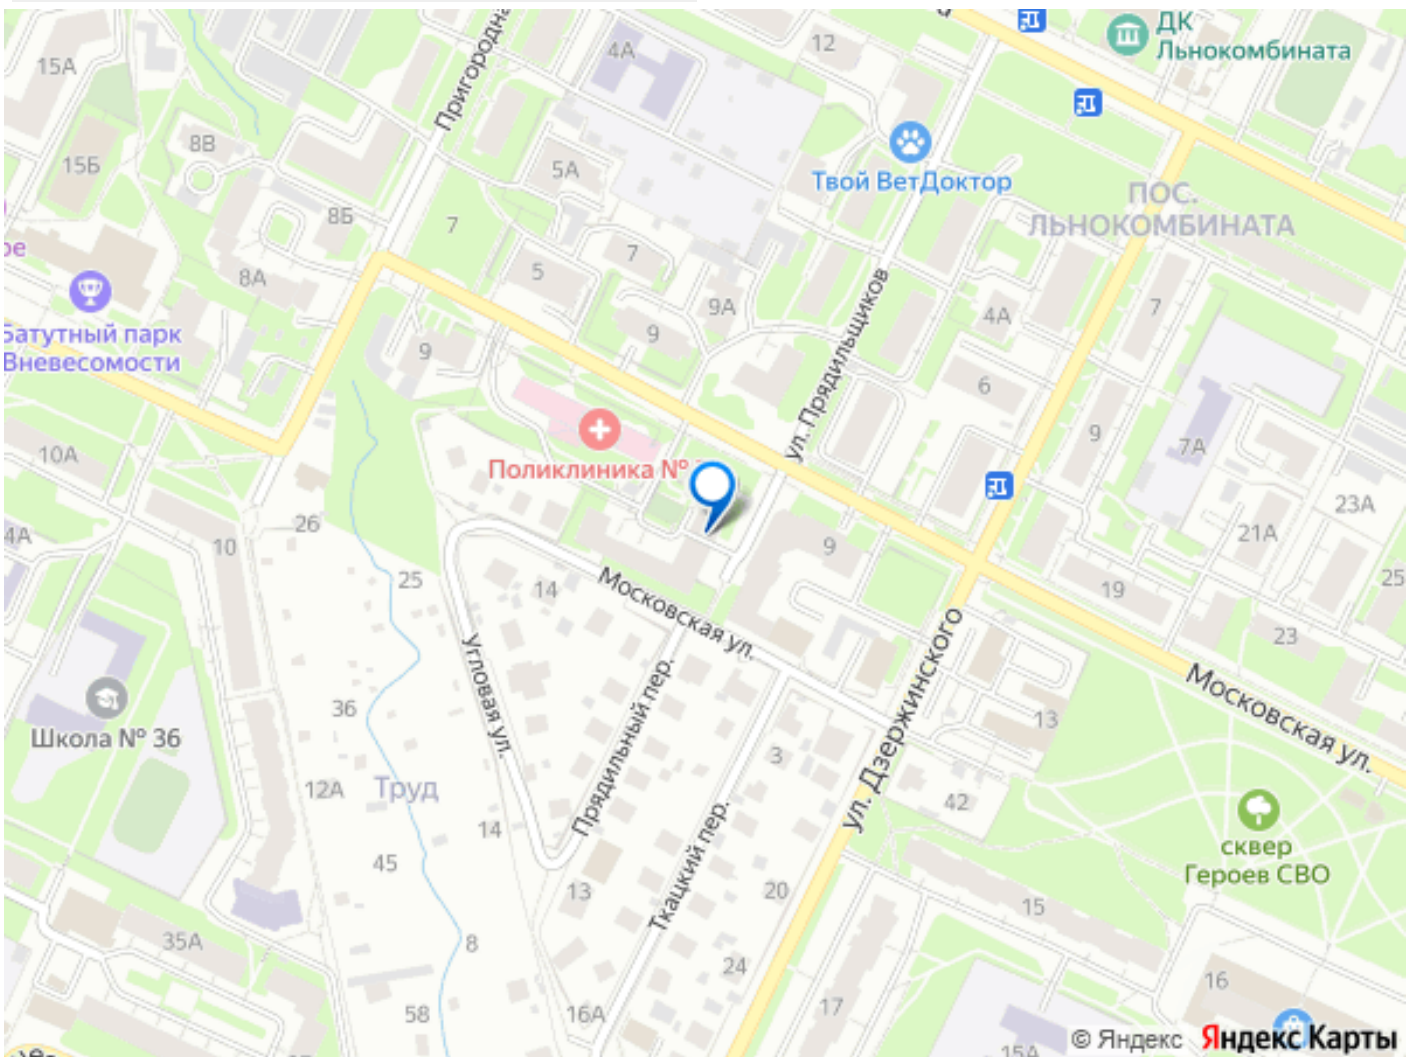 ДК
Льнокомбината
15А
4А
12
Пригородна
8В
15Б
5А
Твой ВетДоктор
ПОС.
ЛЬНОКОМБИНАТА
8Б
7
7
5
8А
9А
ул. Прядильщиков
7
4А
Батутный парк
Вневесомости
9
9
6
9
7А
10А
Поликлиника №
23А
21А
26
4А
10
9
25
14
19
25
Московская ул.
23
Угловая ул.
Прядильный пер.
ул. Дзержинского
Московская ул.
36
13
Школа № 36
3
12А
Труд
42
14
Ткацкий пер.
сквер
Героев СВО
45
13
20
15
35А
8
24
16
58
16А
17
15А
© Яндекс Яндекс Карты